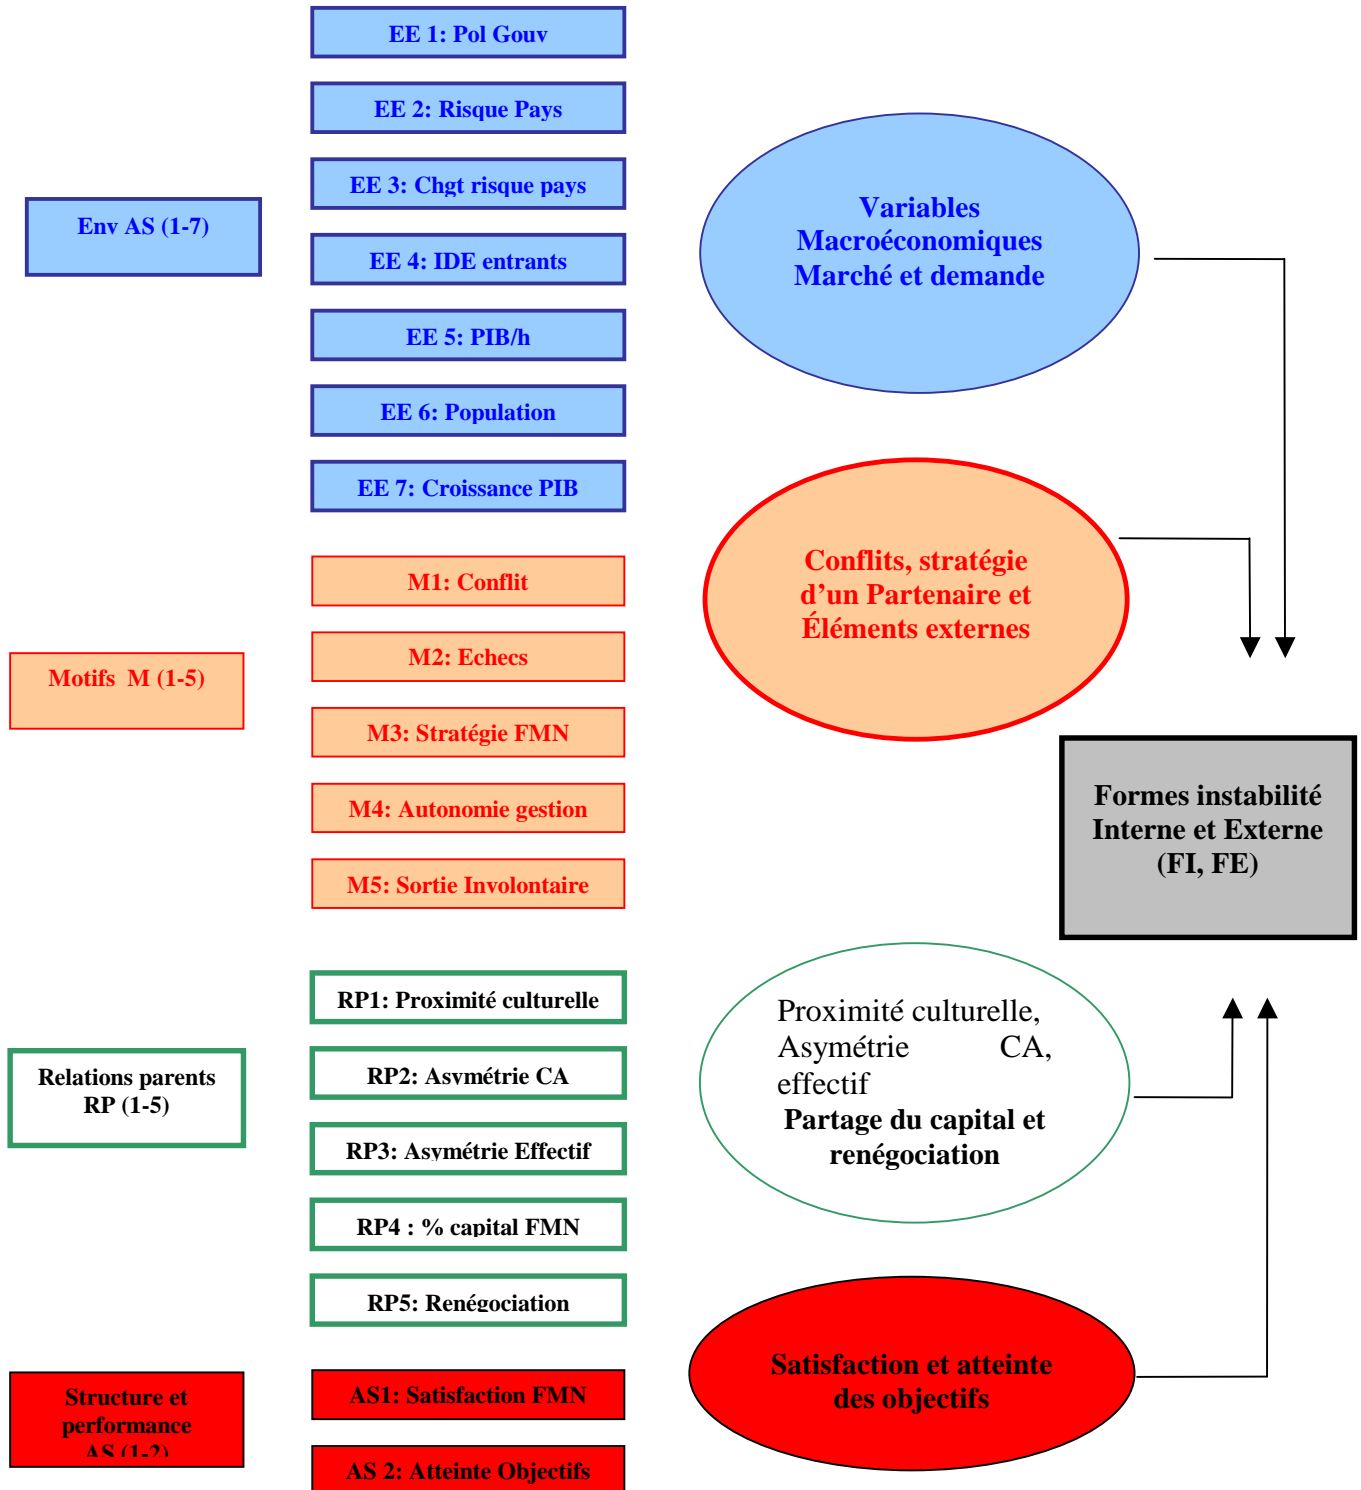 EE 1: Pol Gouv
EE 2: Risque Pays
EE 3: Chgt risque pays
Env AS (1-7)
EE 4: IDE entrants
EE 5: PIB/h
EE 6: Population
EE 7: Croissance PIB
Variables
Macroéconomiques
Marché et demande
M1: Conflit
M2: Echecs
Motifs  M (1-5)
M3: Stratégie FMN
M4: Autonomie gestion
M5: Sortie Involontaire
Conflits, stratégie
d’un Partenaire et
Éléments externes
Formes instabilité
Interne et Externe
(FI, FE)
RP1: Proximité culturelle
Relations parents
RP (1-5)
RP2: Asymétrie CA
RP3: Asymétrie Effectif
RP4 : % capital FMN
RP5: Renégociation
Proximité culturelle,
Asymétrie CA,
effectif
Partage du capital et
renégociation
Structure et
performance
AS (1-2)
AS1: Satisfaction FMN
AS 2: Atteinte Objectifs
Satisfaction et atteinte
des objectifs